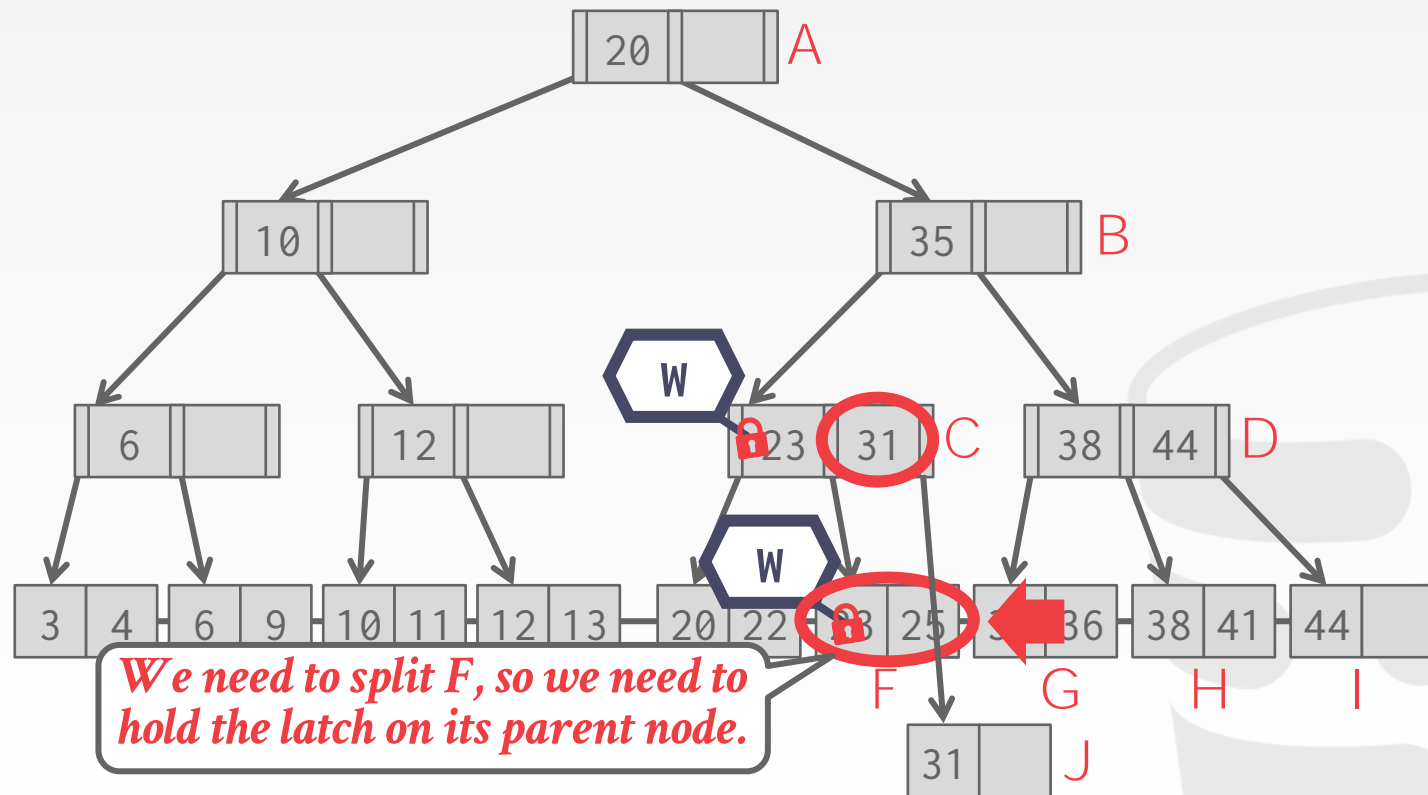 20 A
10 35 B
W
6 12 23 31 C 38 44 D
W
3 4 6 9 10 11 12 13 20 22 25 36 38 41 44
We need to split F, so we need to
hold the latch on its parent node.
F G H I
31 J